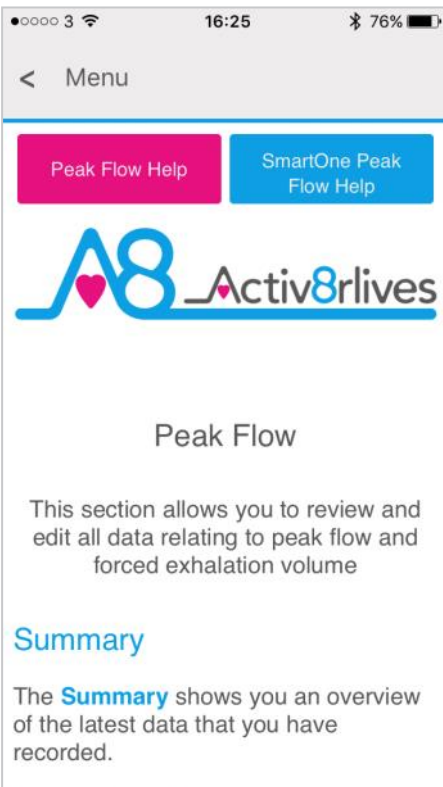 3 16:25 76%
< Menu
Peak Flow Help
SmartOne Peak
Flow Help
A8 Activ8rlives
Peak Flow
This section allows you to review and
edit all data relating to peak flow and
forced exhalation volume
Summary
The Summary shows you an overview
of the latest data that you have
recorded.